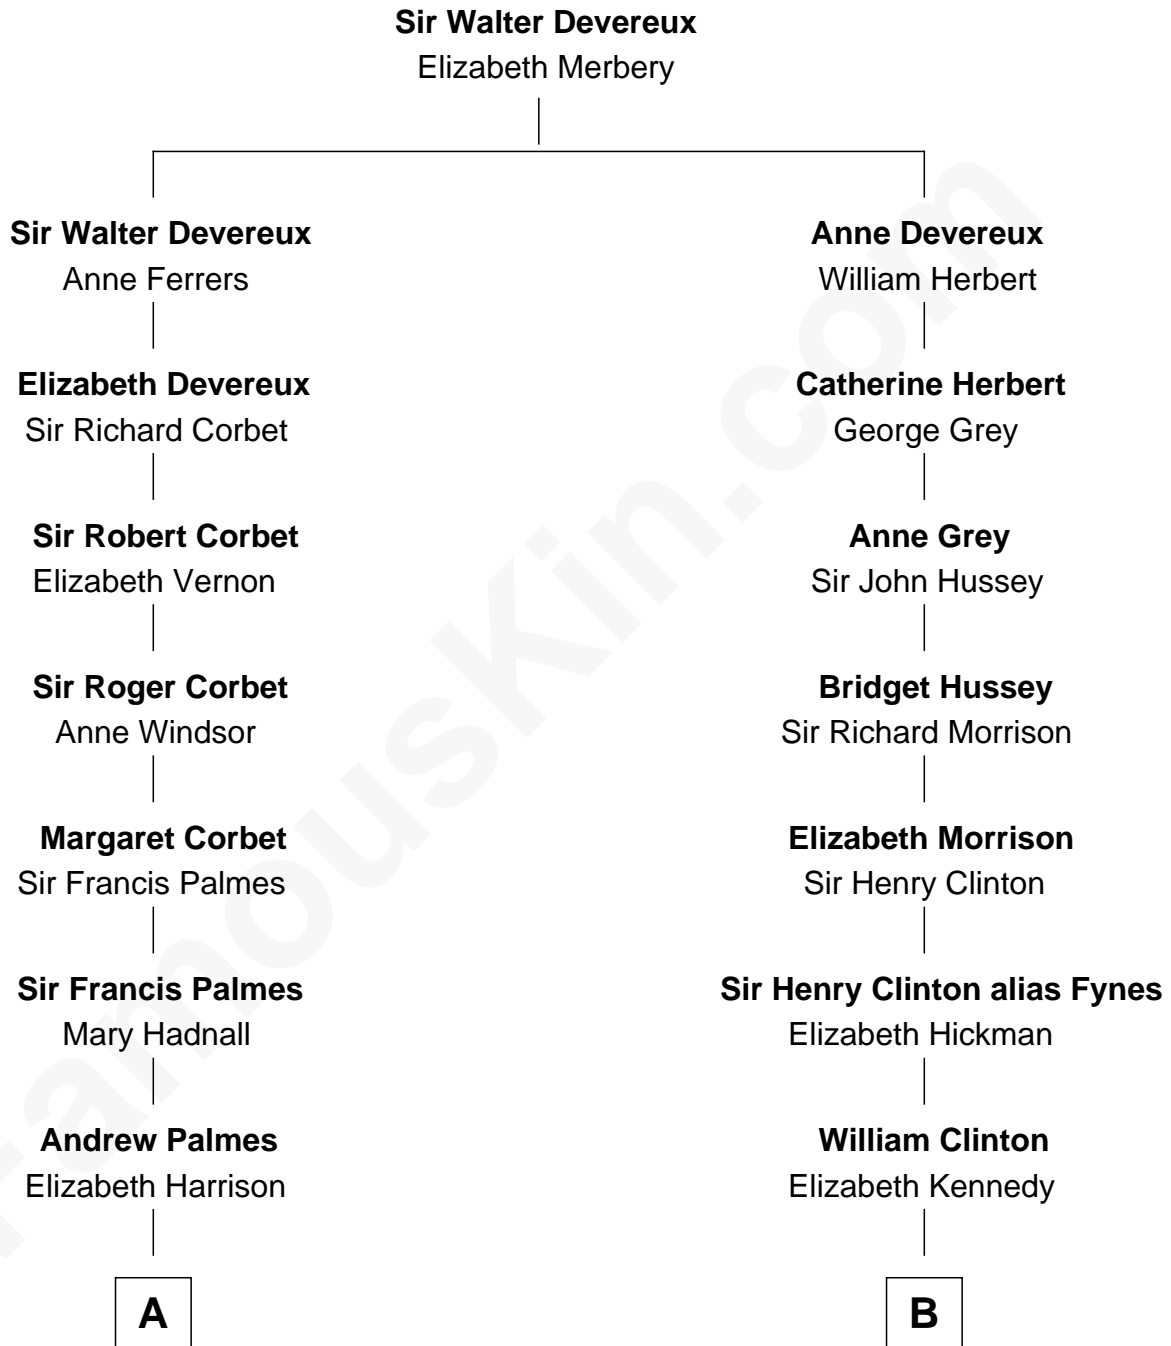 Sir Walter Devereux
Elizabeth Merbery
Sir Walter Devereux
Anne Ferrers
Anne Devereux
William Herbert
Elizabeth Devereux
Sir Richard Corbet
Catherine Herbert
George Grey
Sir Robert Corbet
Elizabeth Vernon
Anne Grey
Sir John Hussey
Sir Roger Corbet
Anne Windsor
Bridget Hussey
Sir Richard Morrison
Margaret Corbet
Sir Francis Palmes
Elizabeth Morrison
Sir Henry Clinton
Sir Francis Palmes
Mary Hadnall
Sir Henry Clinton alias Fynes
Elizabeth Hickman
Andrew Palmes
Elizabeth Harrison
William Clinton
Elizabeth Kennedy
A
B
FamousKin.com